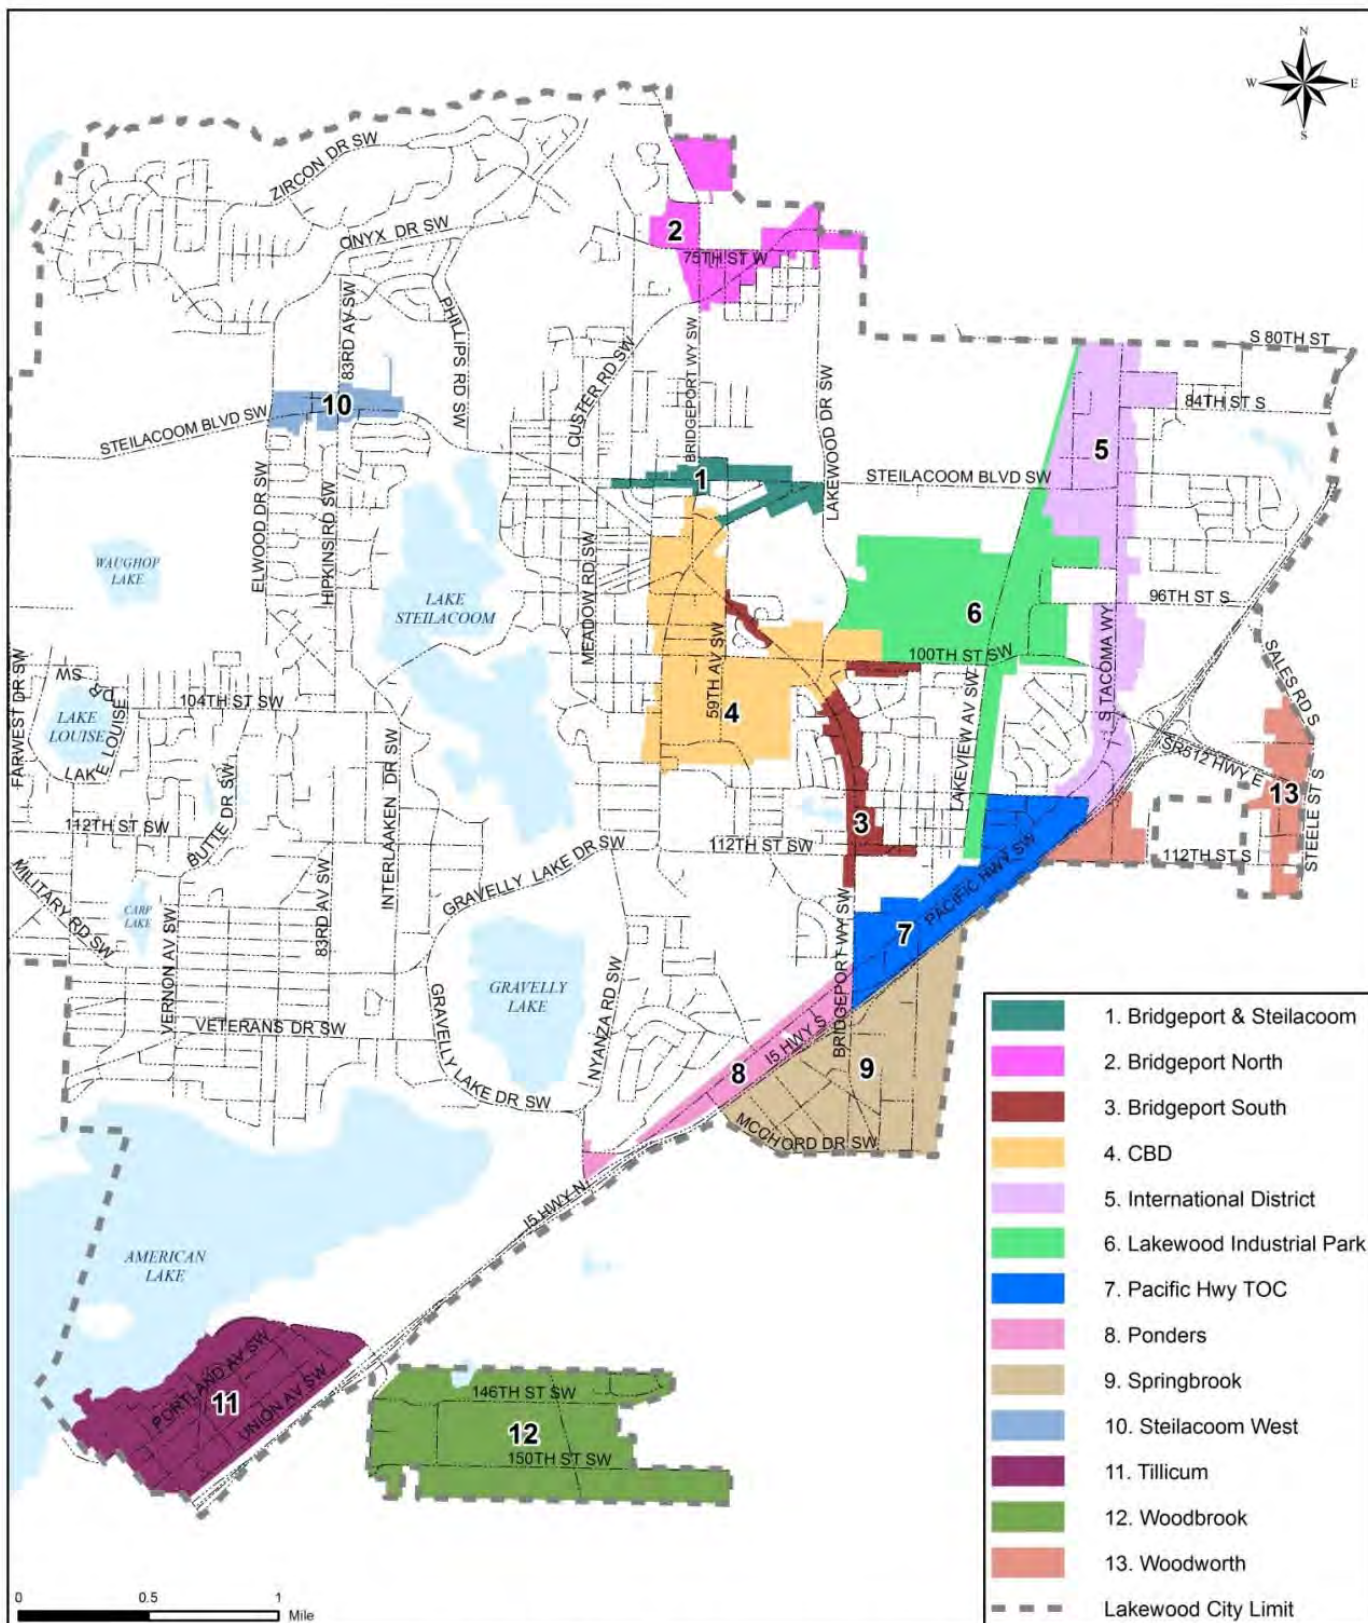 N
W E
S
ZIRCON DR SW
ONYX DR SW
2
75TH ST W
83RD AV SW
PHILLIPS RD SW
CUSTER RD SW
BRIDGEPORT WY SW
LAKEWOOD DR SW
S 80TH ST
84TH ST S
10
STEILACOOM BLVD SW
5
1
STEILACOOM BLVD SW
ELWOOD DR SW
HIPKINS RD SW
WAUGHOP
LAKE
LAKE
STEILACOOM
MEADOW RD SW
6
96TH ST S
100TH ST SW
S TACOMA WY
SALES RD S
FARWEST DR SW
LAKE LOUISE DR SW
LAKE
LOUISE
104TH ST SW
59TH AV SW
4
LAKEVIEW AV SW
SR512 HWY E
13
STEELE ST S
INTERLAAKEN DR SW
BUTTE DR SW
112TH ST SW
3
112TH ST SW
112TH ST S
PACIFIC HWY SW
MILITARY RD SW
CARP
LAKE
VERNON AV SW
83RD AV SW
GRAVELLY LAKE DR SW
7
GRAVELLY
LAKE
NYANZA RD SW
BRIDGEPORT WY SW
VETERANS DR SW
GRAVELLY LAKE DR SW
I5 HWY S
8
9
MCCHORD DR SW
I5 HWY N
AMERICAN
LAKE
PORTLAND AV SW
11
UNION AV SW
146TH ST SW
12
150TH ST SW
1. Bridgeport & Steilacoom
2. Bridgeport North
3. Bridgeport South
4. CBD
5. International District
6. Lakewood Industrial Park
7. Pacific Hwy TOC
8. Ponders
9. Springbrook
10. Steilacoom West
11. Tillicum
12. Woodbrook
13. Woodworth
Lakewood City Limit
0 0.5 1
Mile